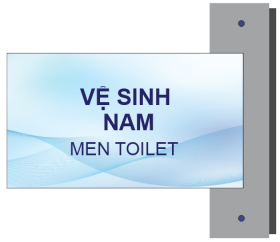 VỆ SINH
NAM
MEN TOILET